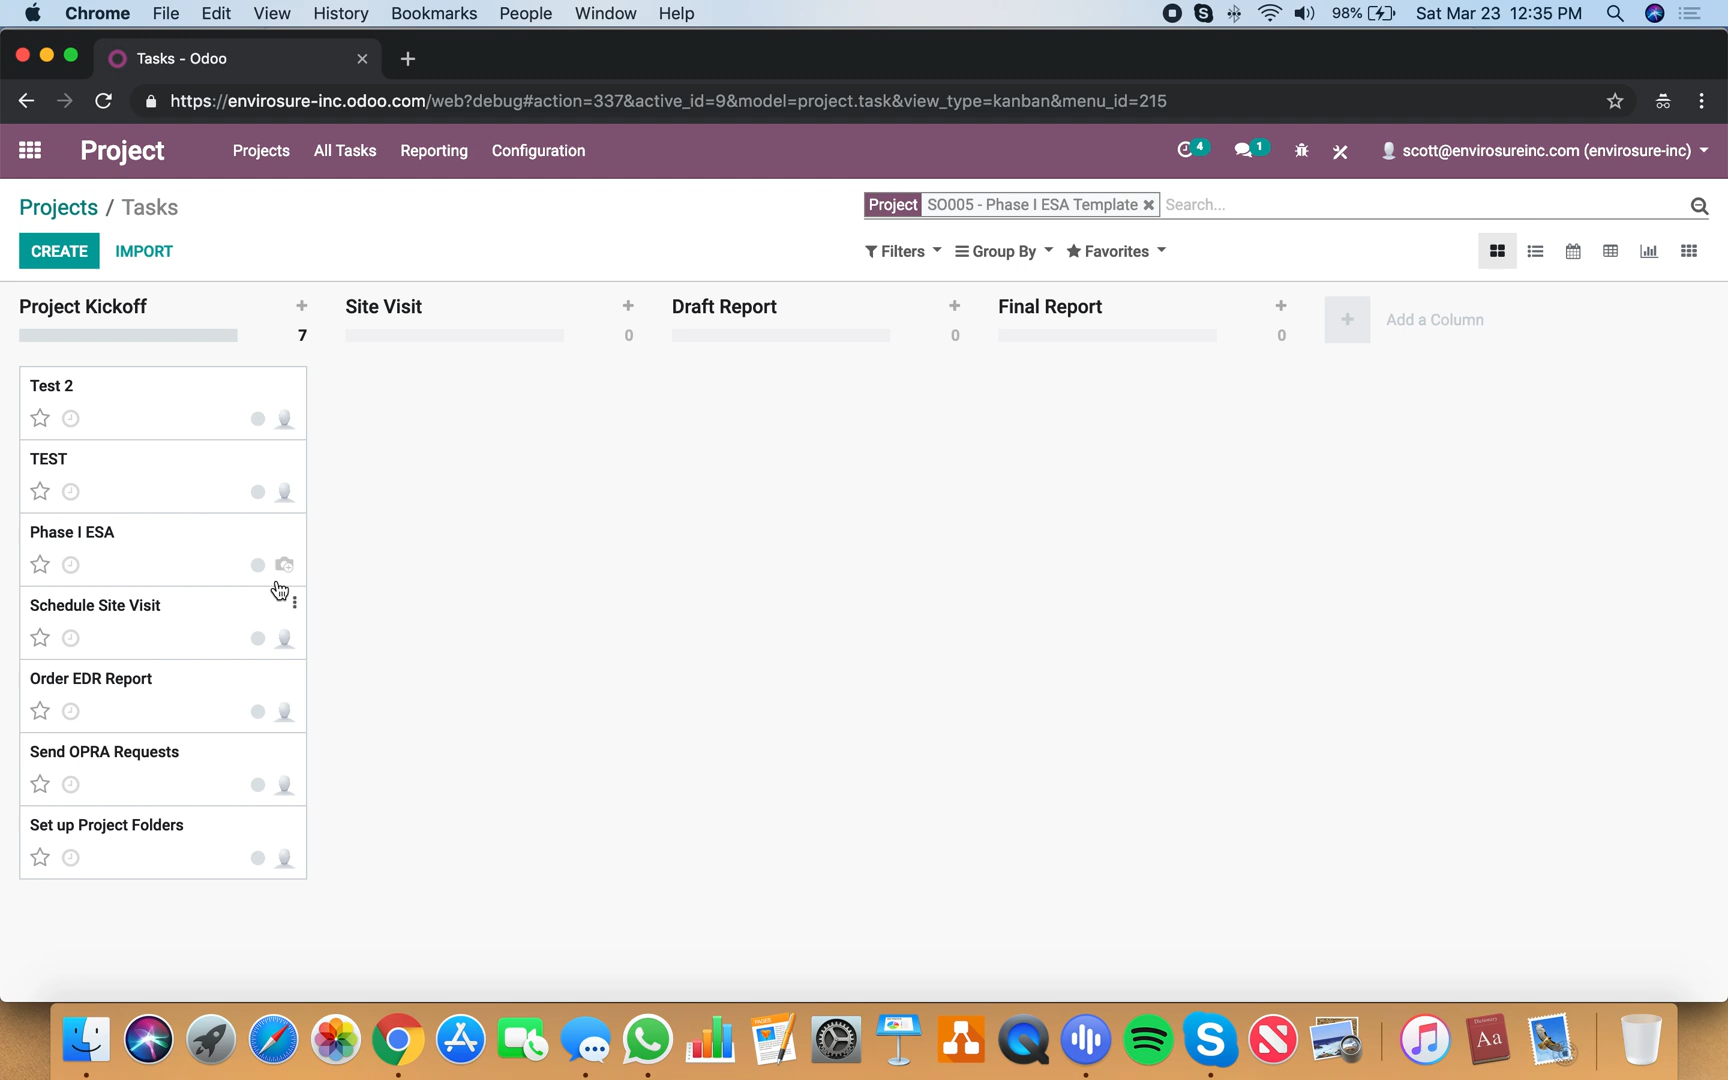 Chrome File Edit View History Bookmarks People Window Help 98% Sat Mar 23 12:35 PM
Tasks - Odoo
https://envirosure-inc.odoo.com/web?debug#action=337&active_id=9&model=project.task&view_type=kanban&menu_id=215
Project Projects All Tasks Reporting Configuration 4 1 scott@envirosureinc.com (envirosure-inc)
Projects / Tasks
Project SO005 - Phase I ESA Template Search...
CREATE IMPORT Filters Group By Favorites
Project Kickoff + Site Visit + Draft Report + Final Report + + Add a Column
7 0 0 0
Test 2
TEST
Phase I ESA
Schedule Site Visit
Order EDR Report
Send OPRA Requests
Set up Project Folders
PAGES
Dictionary
Aa